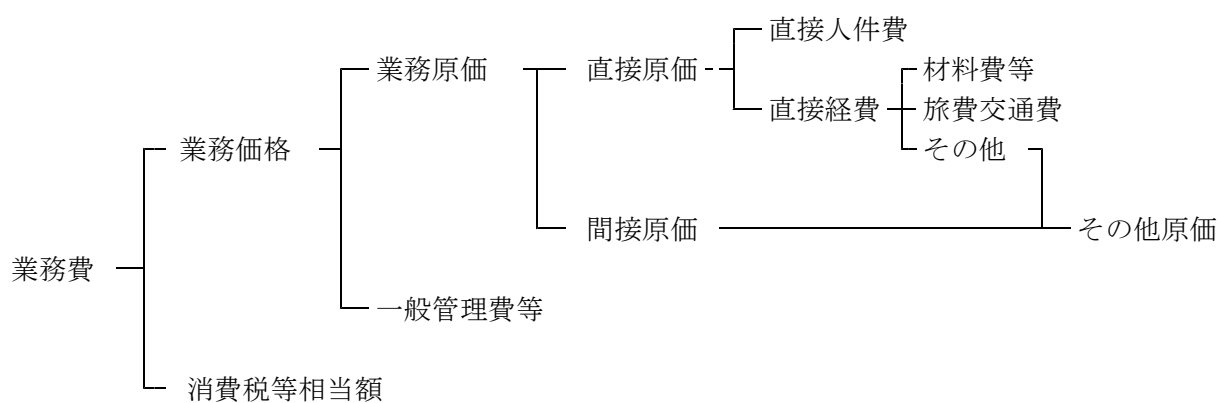 直接人件費
業務原価 直接原価 材料費等
直接経費 旅費交通費
業務価格 その他
間接原価 その他原価
業務費
一般管理費等
消費税等相当額